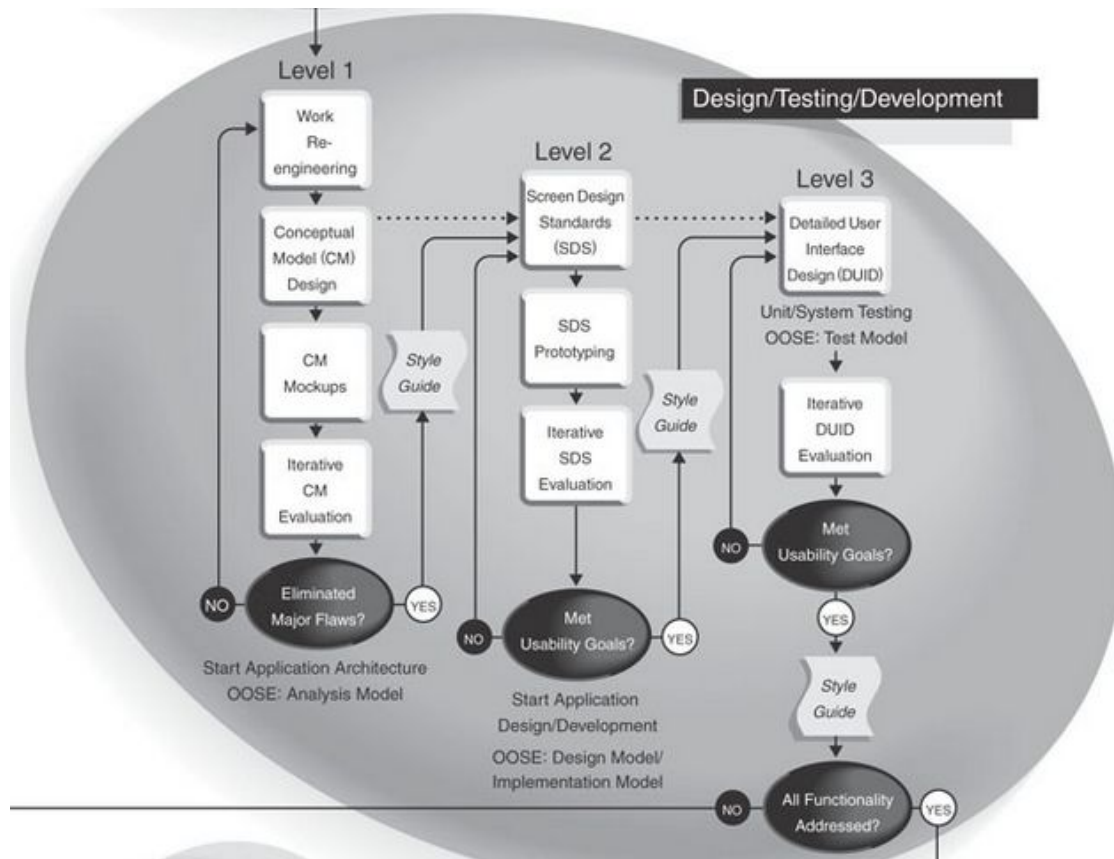 Level 1
Work
Re-
engineering
Conceptual
Model (CM)
Design
CM
Mockups
Iterative
CM
Evaluation
Eliminated
Major Flaws?
NO
YES
Start Application Architecture
OOSE: Analysis Model
Style
Guide
Design/Testing/Development
Level 2
Screen Design
Standards
(SDS)
SDS
Prototyping
Iterative
SDS
Evaluation
Met
Usability Goals?
NO
YES
Start Application
Design/Development
OOSE: Design Model/
Implementation Model
Style
Guide
Level 3
Detailed User
Interface
Design (DUID)
Unit/System Testing
OOSE: Test Model
Iterative
DUID
Evaluation
Met
Usability Goals?
NO
YES
Style
Guide
All Functionality
Addressed?
NO
YES